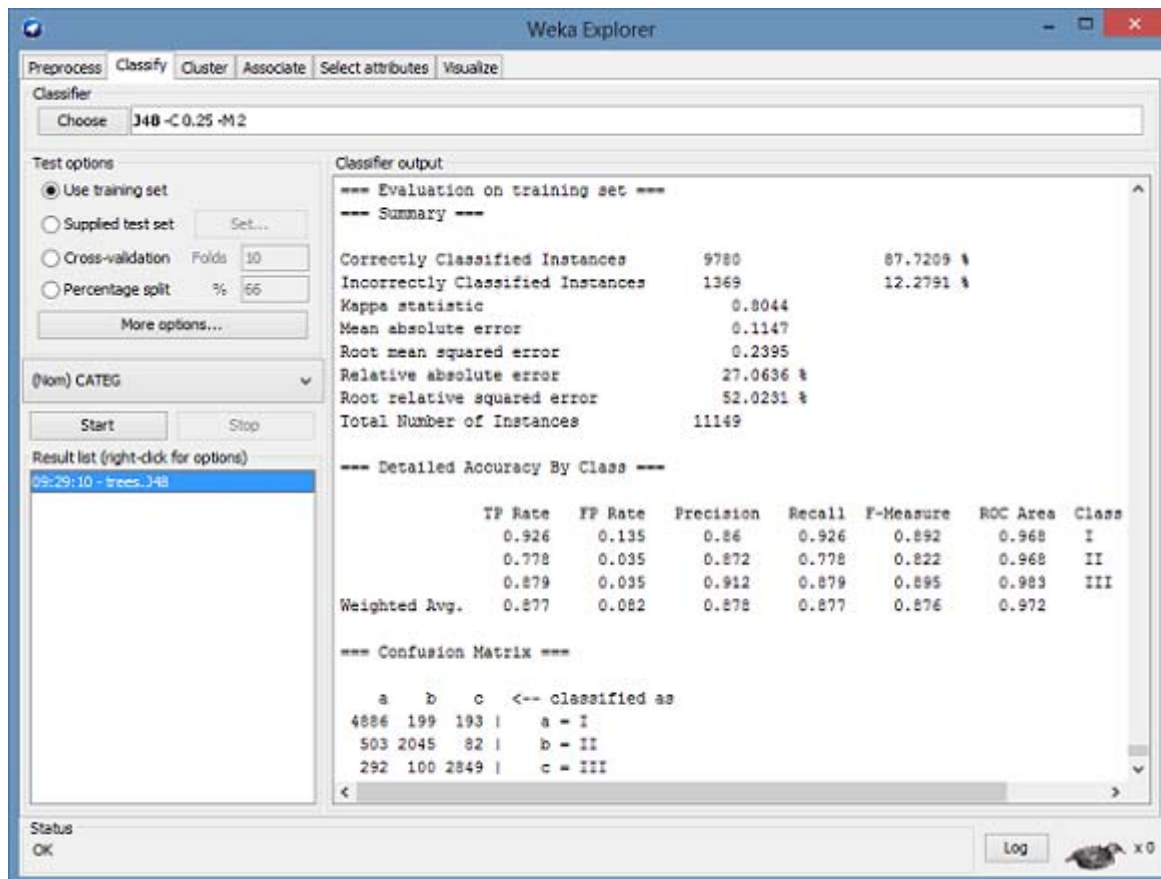 Weka Explorer
Preprocess Classify Cluster Associate Select attributes Visualize
Classifier
Choose J48 -C 0.25 -M 2
Test options
Use training set
Supplied test set Set...
Cross-validation Folds 10
Percentage split % 66
More options...
(Nom) CATEG
Start Stop
Result list (right-click for options)
09:29:10 - trees.J48
Classifier output
=== Evaluation on training set ===
=== Summary ===
Correctly Classified Instances 9780 87.7209 %
Incorrectly Classified Instances 1369 12.2791 %
Kappa statistic 0.8044
Mean absolute error 0.1147
Root mean squared error 0.2395
Relative absolute error 27.0636 %
Root relative squared error 52.0231 %
Total Number of Instances 11149
=== Detailed Accuracy By Class ===
TP Rate FP Rate Precision Recall F-Measure ROC Area Class
0.926 0.135 0.86 0.926 0.892 0.968 I
0.778 0.035 0.872 0.778 0.822 0.968 II
0.879 0.035 0.912 0.879 0.895 0.983 III
Weighted Avg. 0.877 0.082 0.878 0.877 0.876 0.972
=== Confusion Matrix ===
a b c <-- classified as
4886 199 193 | a = I
503 2045 82 | b = II
292 100 2849 | c = III
Status
OK
Log x 0